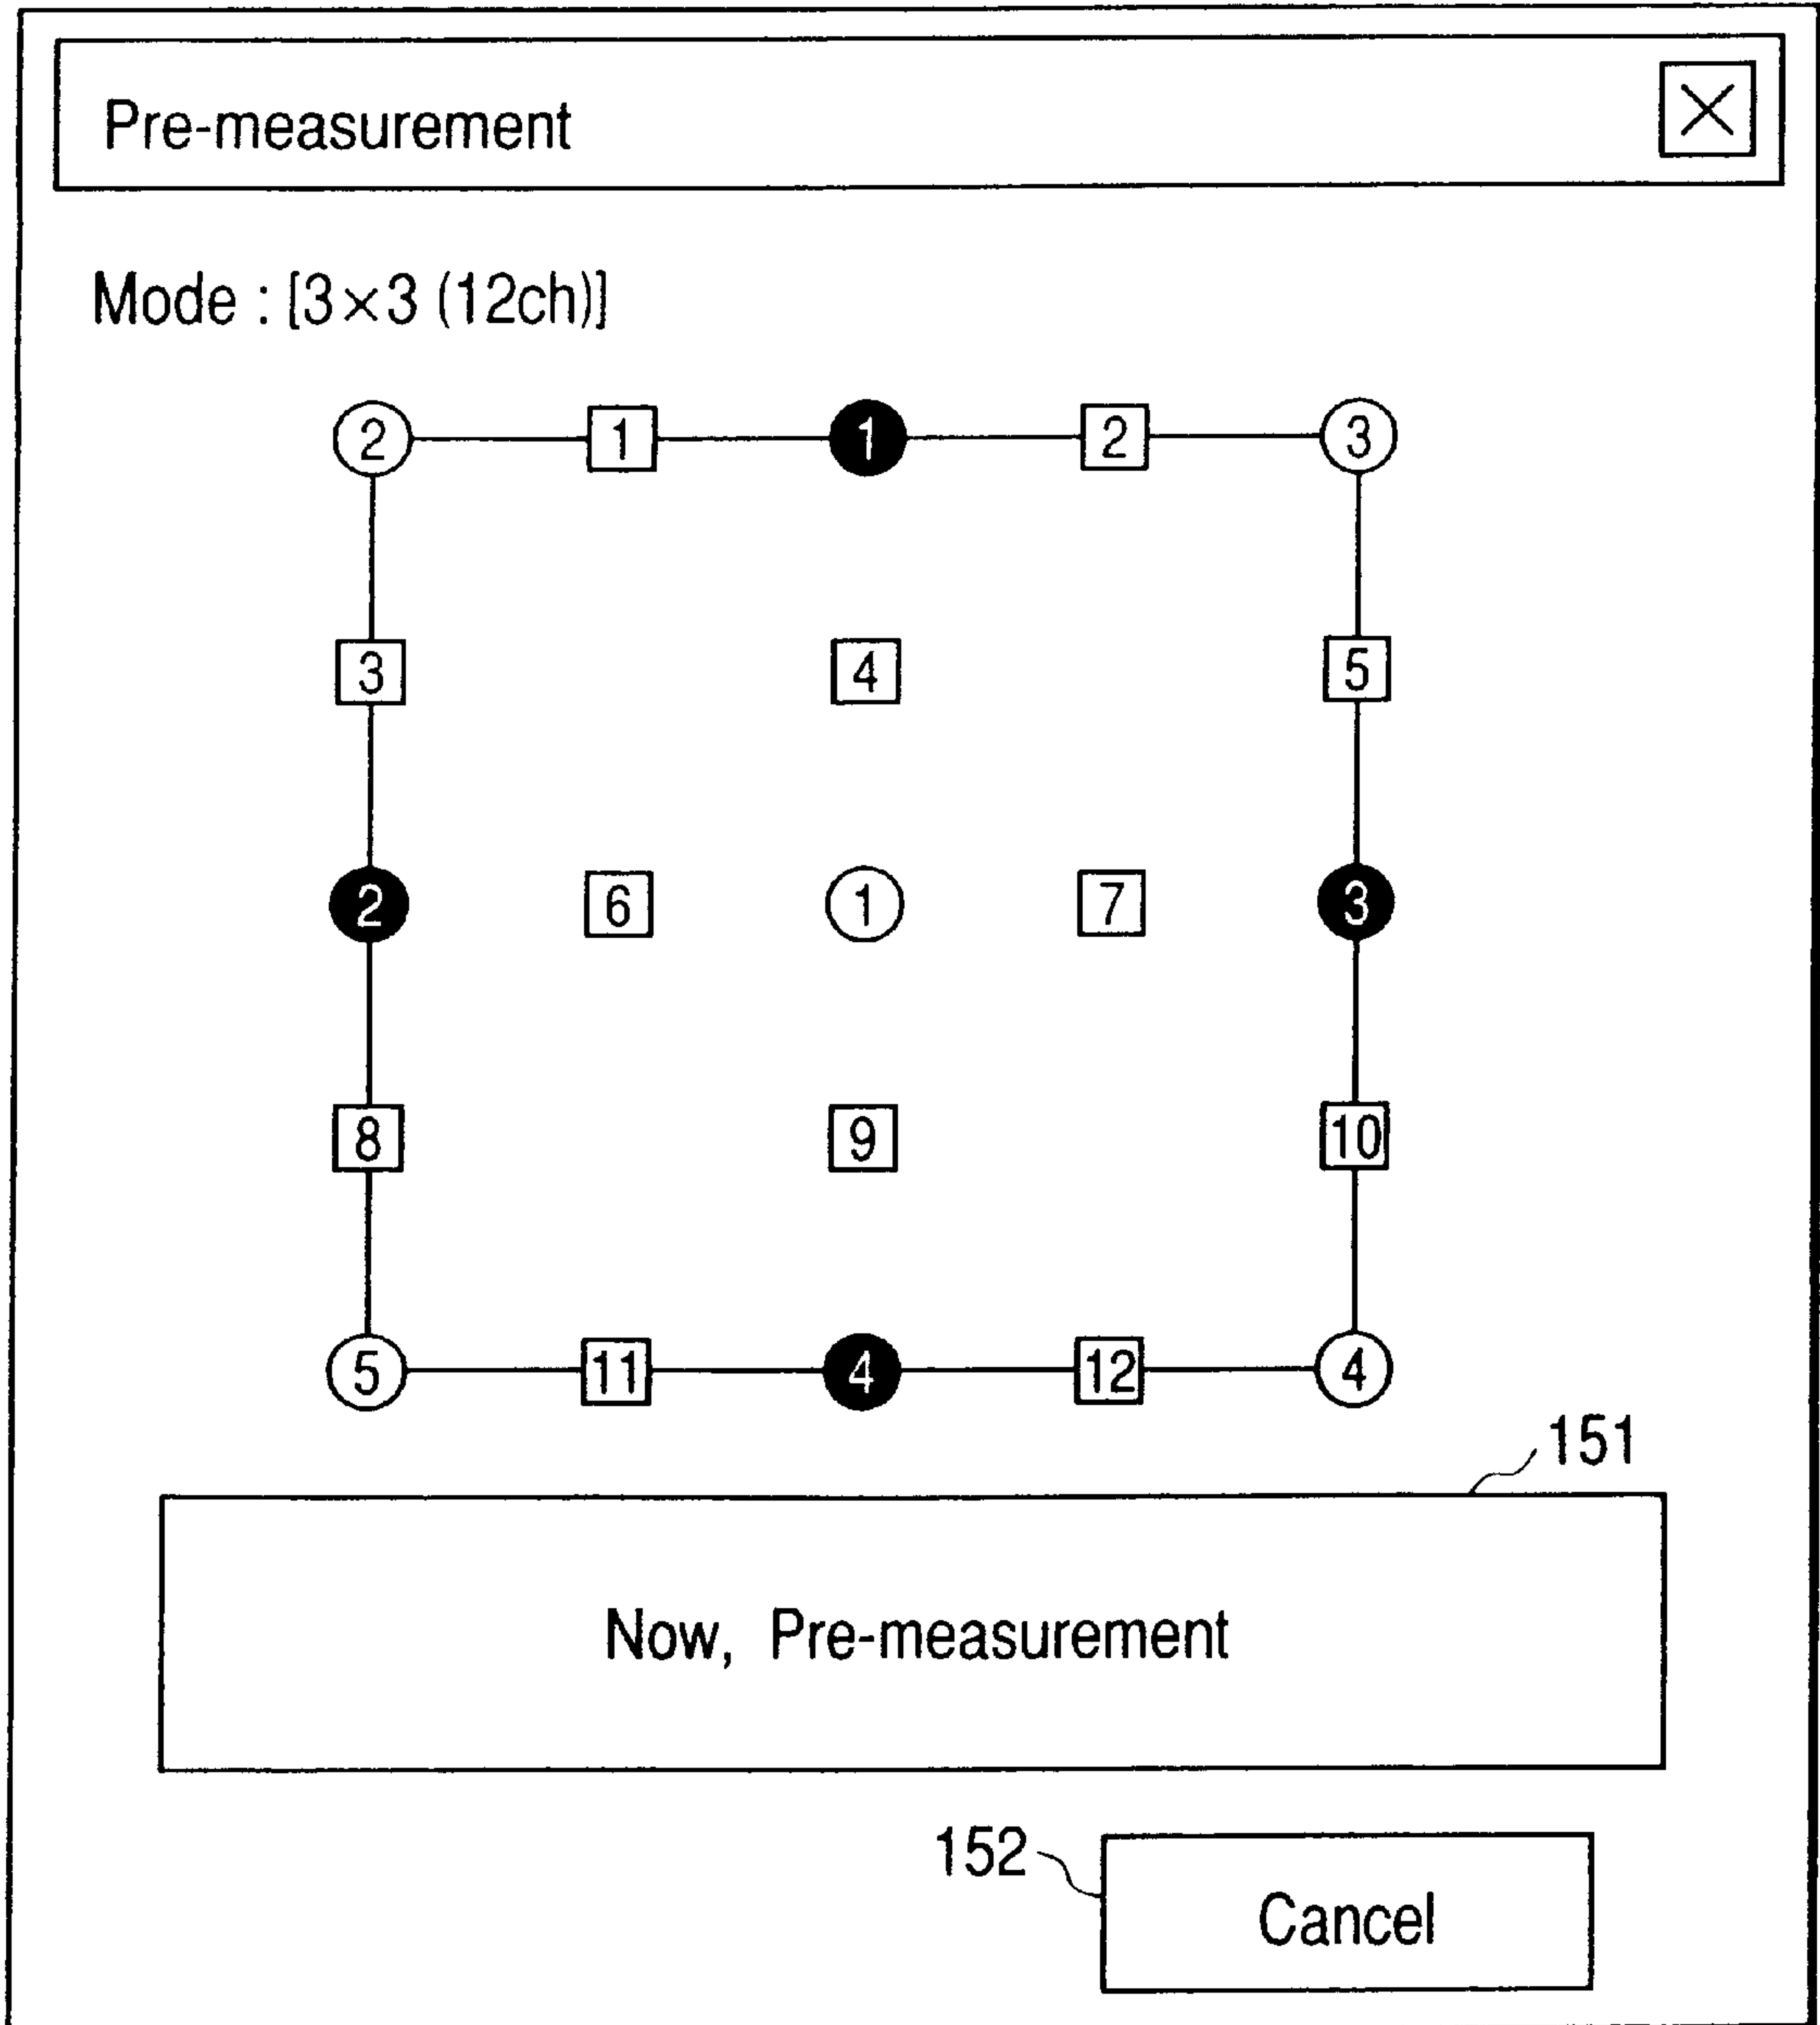 Pre-measurement
Mode : [3×3 (12ch)]
2 1 1 2 3
3 4 5
2 6 1 7 3
8 9 10
5 11 4 12 4
151
Now, Pre-measurement
152
Cancel